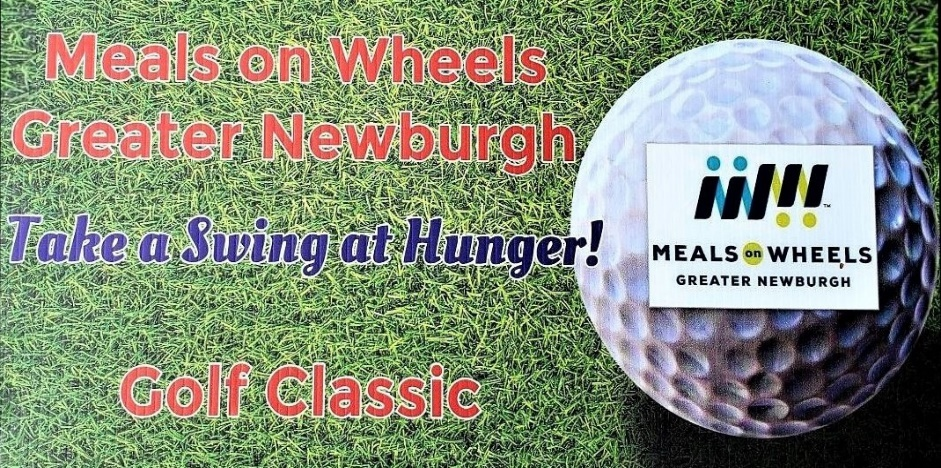 Meals on Wheels
Greater Newburgh
Take a Swing at Hunger!
Golf Classic
MEALS on WHEELS
GREATER NEWBURGH